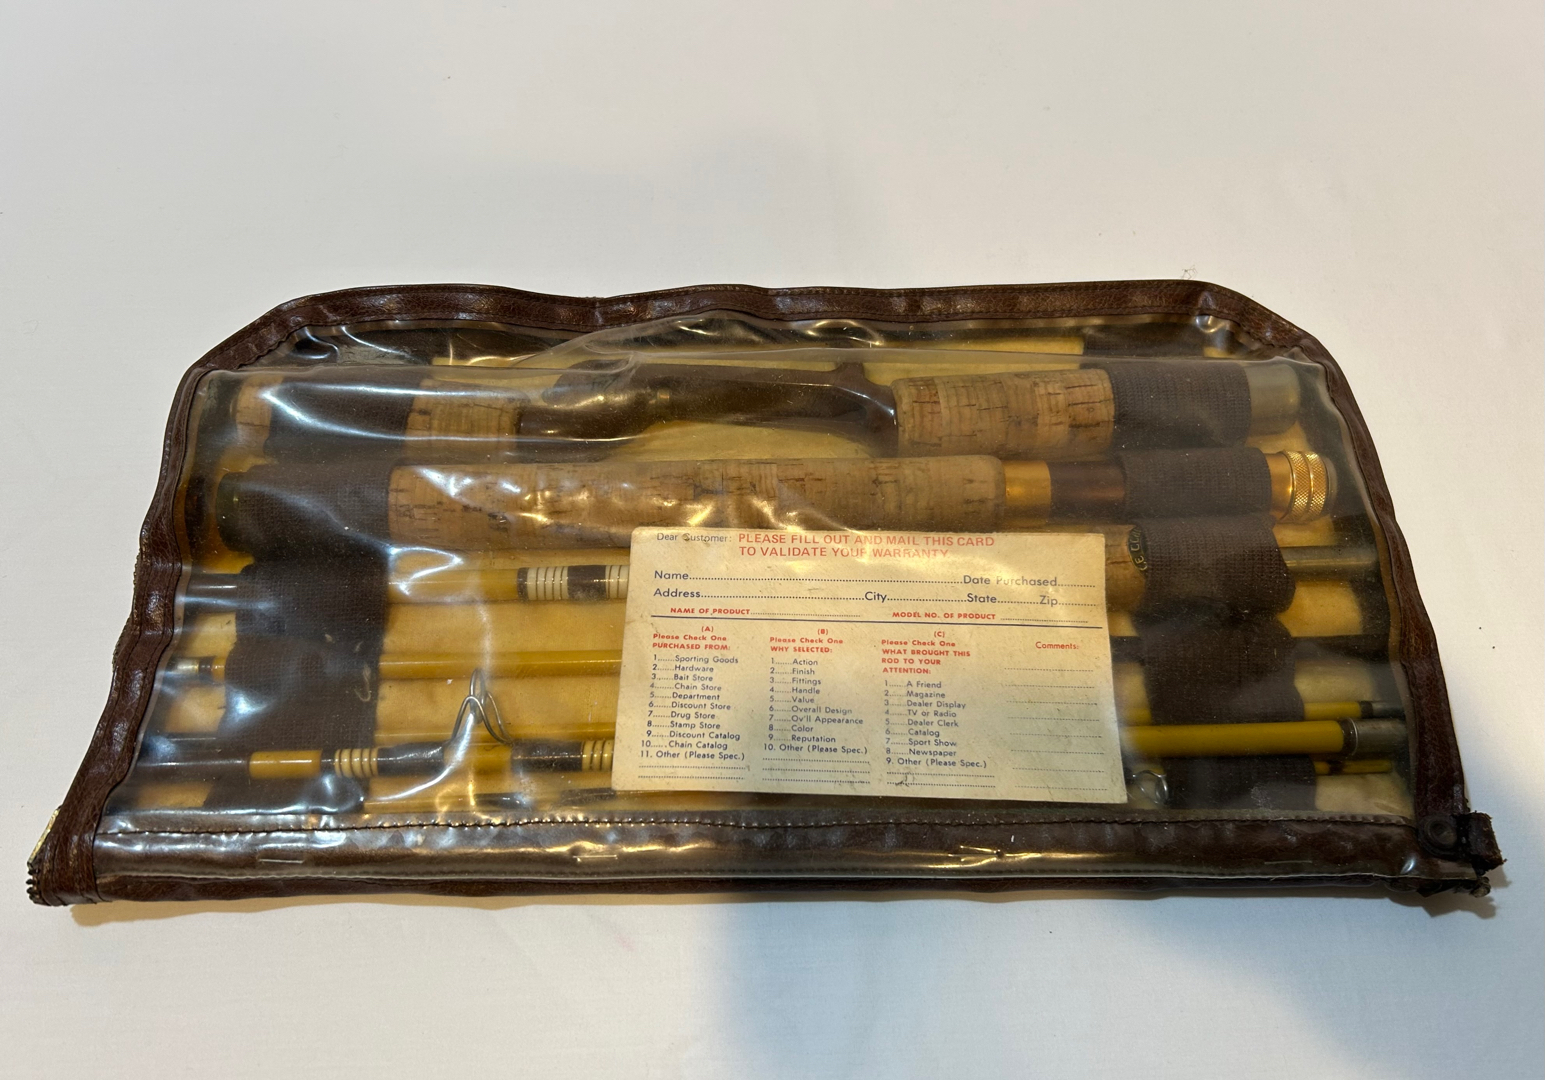 Dear Customer: PLEASE FILL OUT AND MAIL THIS CARD
TO VALIDATE YOUR WARRANTY
Name.....Date Purchased.....
Address.....City.....State.....Zip.....
NAME OF PRODUCT..... MODEL NO. OF PRODUCT .....
(A)
Please Check One
PURCHASED FROM:
1......Sporting Goods
2......Hardware
3......Bait Store
4......Chain Store
5......Department
6......Discount Store
7......Drug Store
8......Stamp Store
9......Discount Catalog
10......Chain Catalog
11. Other (Please Spec.)
(B)
Please Check One
WHY SELECTED:
1......Action
2......Finish
3......Fittings
4......Handle
5......Value
6......Overall Design
7......Ov'll Appearance
8......Color
9......Reputation
10. Other (Please Spec.)
(C)
Please Check One
WHAT BROUGHT THIS
ROD TO YOUR
ATTENTION:
1......A Friend
2......Magazine
3......Dealer Display
4......TV or Radio
5......Dealer Clerk
6......Catalog
7......Sport Show
8......Newspaper
9. Other (Please Spec.)
Comments: